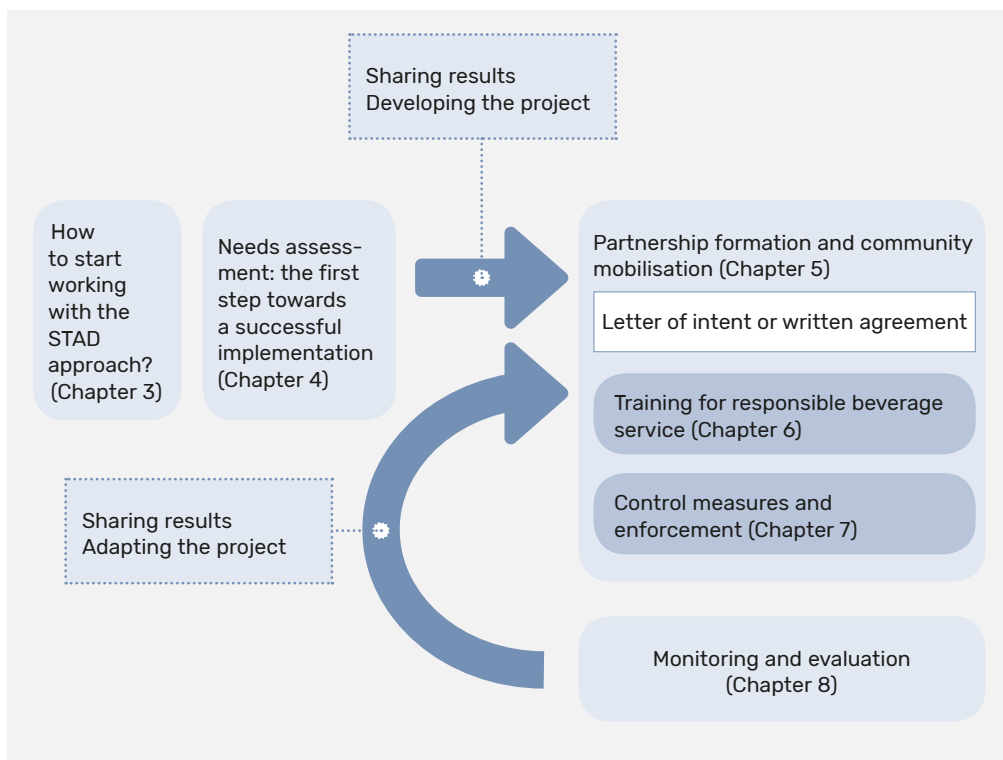 Sharing results
Developing the project
How
to start
working
with the
STAD
approach?
(Chapter 3)
Needs assess-
ment: the first
step towards
a successful
implementation
(Chapter 4)
Partnership formation and community
mobilisation (Chapter 5)
Letter of intent or written agreement
Training for responsible beverage
service (Chapter 6)
Control measures and
enforcement (Chapter 7)
Sharing results
Adapting the project
Monitoring and evaluation
(Chapter 8)